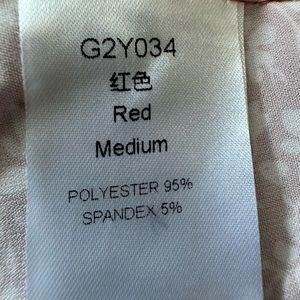 G2Y034
红色
Red
Medium
POLYESTER 95%
SPANDEX 5%